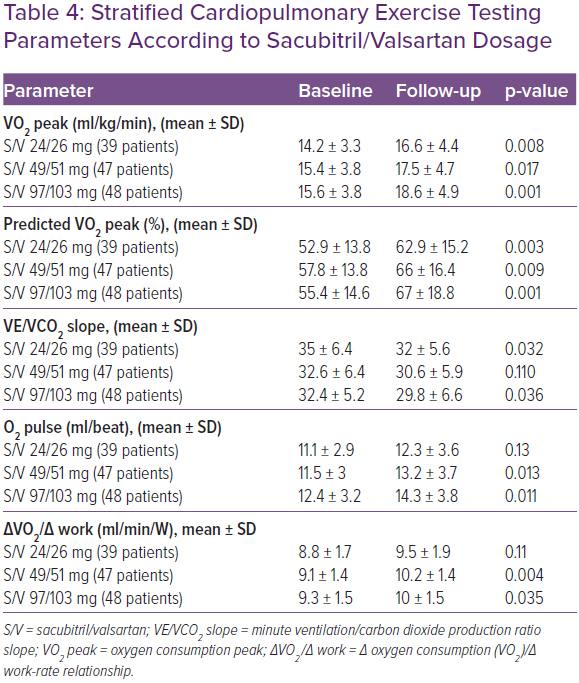 Table 4: Stratified Cardiopulmonary Exercise Testing
Parameters According to Sacubitril/Valsartan Dosage
Parameter Baseline Follow-up p-value
VO₂ peak (ml/kg/min), (mean ± SD)
S/V 24/26 mg (39 patients) 14.2 ± 3.3 16.6 ± 4.4 0.008
S/V 49/51 mg (47 patients) 15.4 ± 3.8 17.5 ± 4.7 0.017
S/V 97/103 mg (48 patients) 15.6 ± 3.8 18.6 ± 4.9 0.001
Predicted VO₂ peak (%), (mean ± SD)
S/V 24/26 mg (39 patients) 52.9 ± 13.8 62.9 ± 15.2 0.003
S/V 49/51 mg (47 patients) 57.8 ± 13.8 66 ± 16.4 0.009
S/V 97/103 mg (48 patients) 55.4 ± 14.6 67 ± 18.8 0.001
VE/VCO₂ slope, (mean ± SD)
S/V 24/26 mg (39 patients) 35 ± 6.4 32 ± 5.6 0.032
S/V 49/51 mg (47 patients) 32.6 ± 6.4 30.6 ± 5.9 0.110
S/V 97/103 mg (48 patients) 32.4 ± 5.2 29.8 ± 6.6 0.036
O₂ pulse (ml/beat), (mean ± SD)
S/V 24/26 mg (39 patients) 11.1 ± 2.9 12.3 ± 3.6 0.13
S/V 49/51 mg (47 patients) 11.5 ± 3 13.2 ± 3.7 0.013
S/V 97/103 mg (48 patients) 12.4 ± 3.2 14.3 ± 3.8 0.011
ΔVO₂/Δ work (ml/min/W), mean ± SD
S/V 24/26 mg (39 patients) 8.8 ± 1.7 9.5 ± 1.9 0.11
S/V 49/51 mg (47 patients) 9.1 ± 1.4 10.2 ± 1.4 0.004
S/V 97/103 mg (48 patients) 9.3 ± 1.5 10 ± 1.5 0.035
S/V = sacubitril/valsartan; VE/VCO₂ slope = minute ventilation/carbon dioxide production ratio
slope; VO₂ peak = oxygen consumption peak; ΔVO₂/Δ work = Δ oxygen consumption (VO₂)/Δ
work-rate relationship.